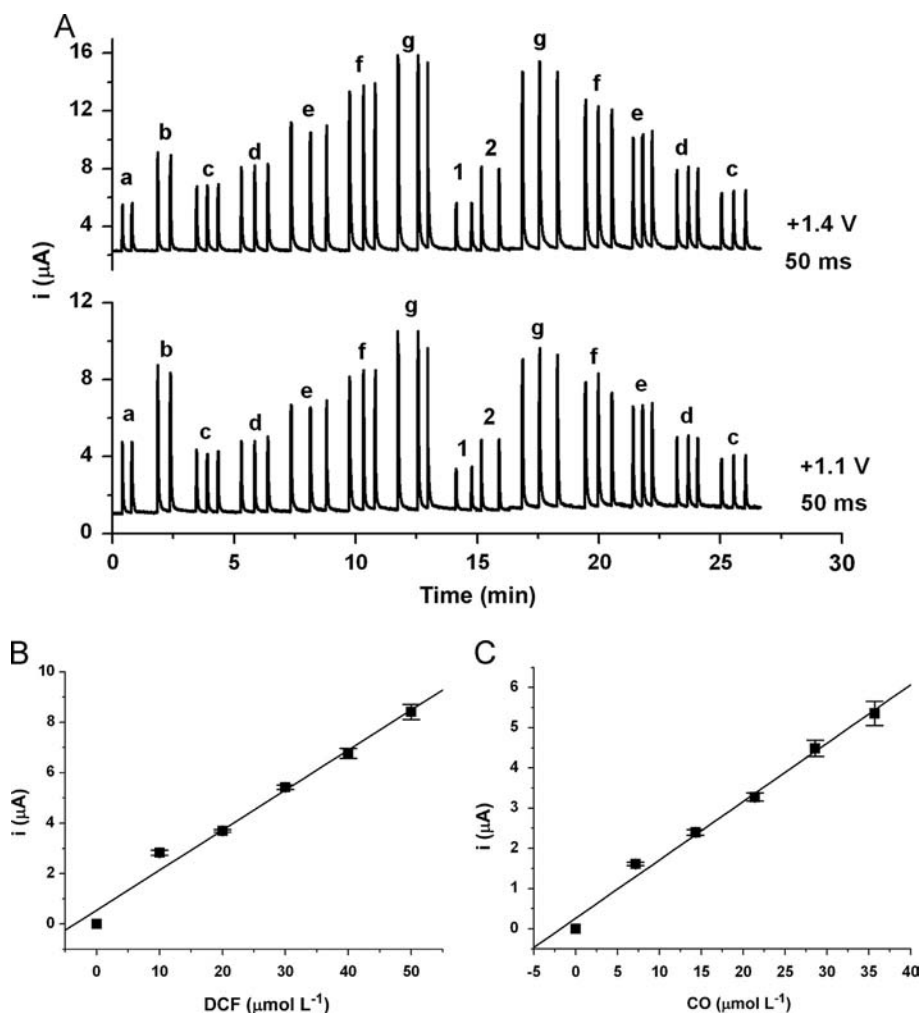 A
16
12
8
4
a
b
c
d
e
f
g
1
2
g
f
e
d
c
+1.4 V
50 ms
i (µA)
12
8
4
0
a
b
c
d
e
f
g
1
2
g
f
e
d
c
+1.1 V
50 ms
0 5 10 15 20 25 30
Time (min)
B
10
8
6
4
2
0
i (µA)
0 10 20 30 40 50
DCF (µmol L⁻¹)
C
6
5
4
3
2
1
0
i (µA)
-5 0 5 10 15 20 25 30 35 40
CO (µmol L⁻¹)